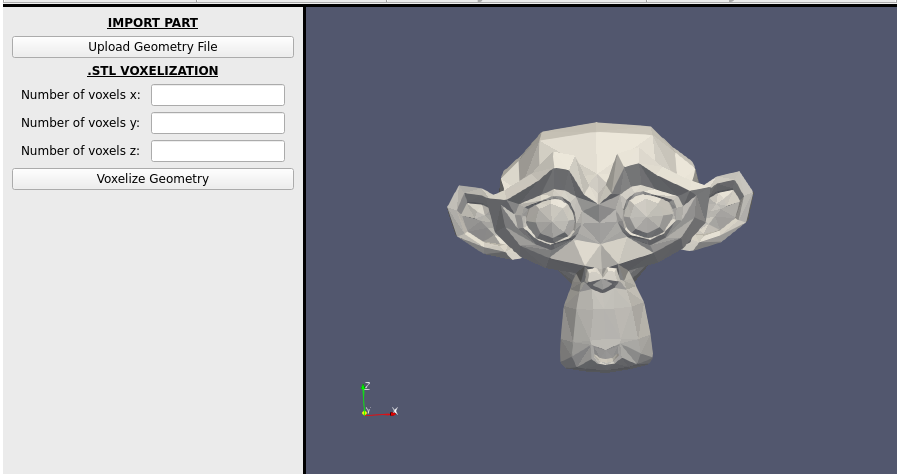 IMPORT PART
Upload Geometry File
.STL VOXELIZATION
Number of voxels x:
Number of voxels y:
Number of voxels z:
Voxelize Geometry
Z
Y
X